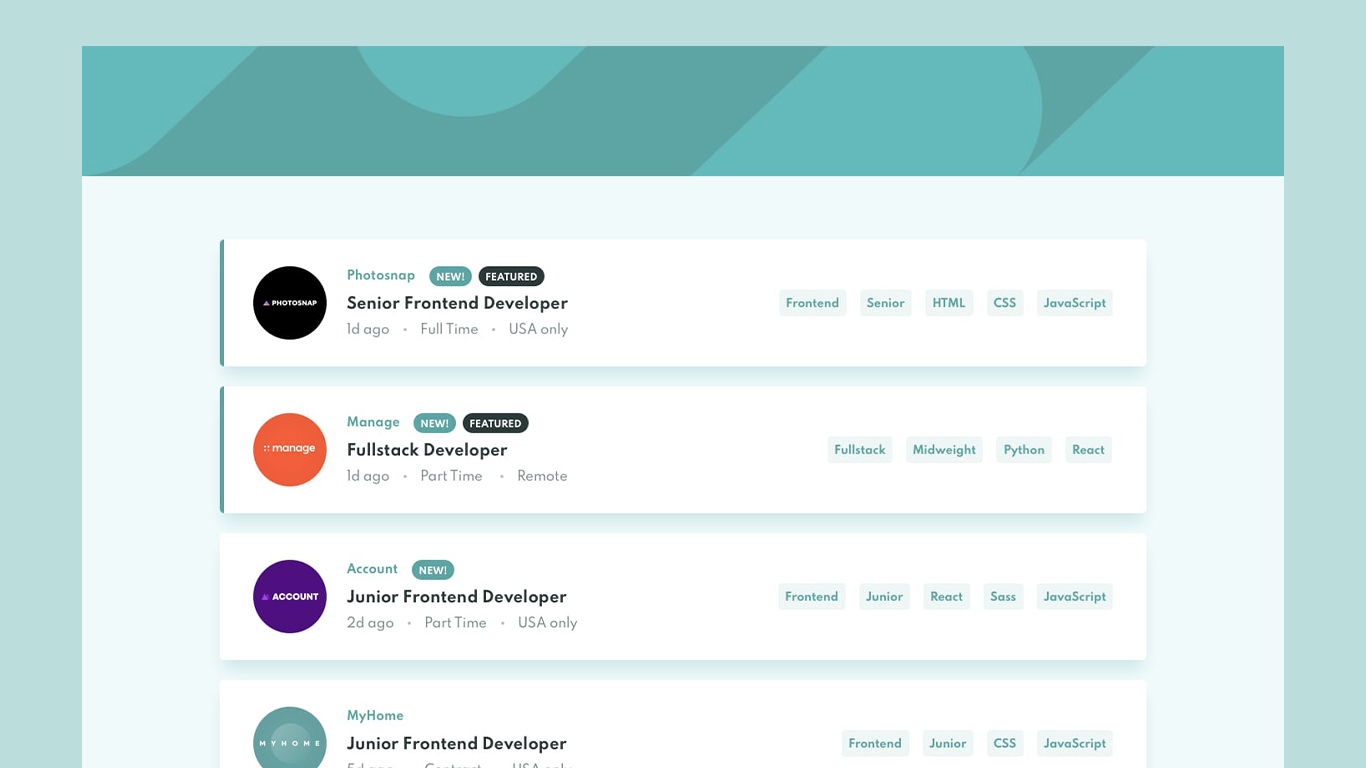 Photosnap NEW! FEATURED
PHOTOSNAP
Senior Frontend Developer
1d ago • Full Time • USA only
Frontend Senior HTML CSS JavaScript
Manage NEW! FEATURED
manage
Fullstack Developer
1d ago • Part Time • Remote
Fullstack Midweight Python React
Account NEW!
ACCOUNT
Junior Frontend Developer
2d ago • Part Time • USA only
Frontend Junior React Sass JavaScript
MyHome
MYHOME
Junior Frontend Developer
Frontend Junior CSS JavaScript